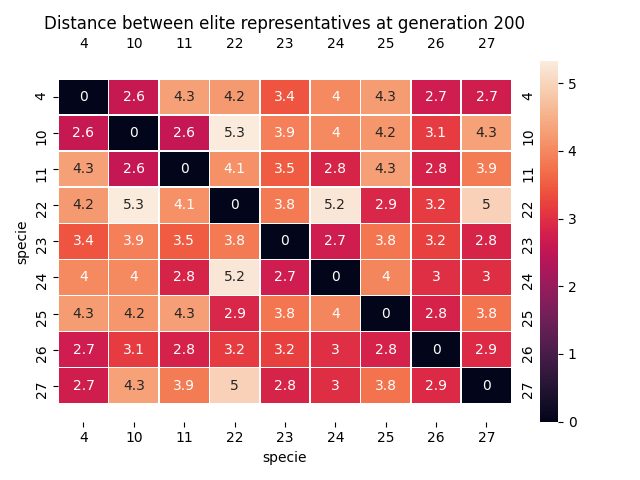 Distance between elite representatives at generation 200
4 10 11 22 23 24 25 26 27
4 0 2.6 4.3 4.2 3.4 4 4.3 2.7 2.7 4
10 2.6 0 2.6 5.3 3.9 4 4.2 3.1 4.3 10
11 4.3 2.6 0 4.1 3.5 2.8 4.3 2.8 3.9 11
22 4.2 5.3 4.1 0 3.8 5.2 2.9 3.2 5 22
23 3.4 3.9 3.5 3.8 0 2.7 3.8 3.2 2.8 23
24 4 4 2.8 5.2 2.7 0 4 3 3 24
25 4.3 4.2 4.3 2.9 3.8 4 0 2.8 3.8 25
26 2.7 3.1 2.8 3.2 3.2 3 2.8 0 2.9 26
27 2.7 4.3 3.9 5 2.8 3 3.8 2.9 0 27
4 10 11 22 23 24 25 26 27
specie
specie
5
4
3
2
1
0